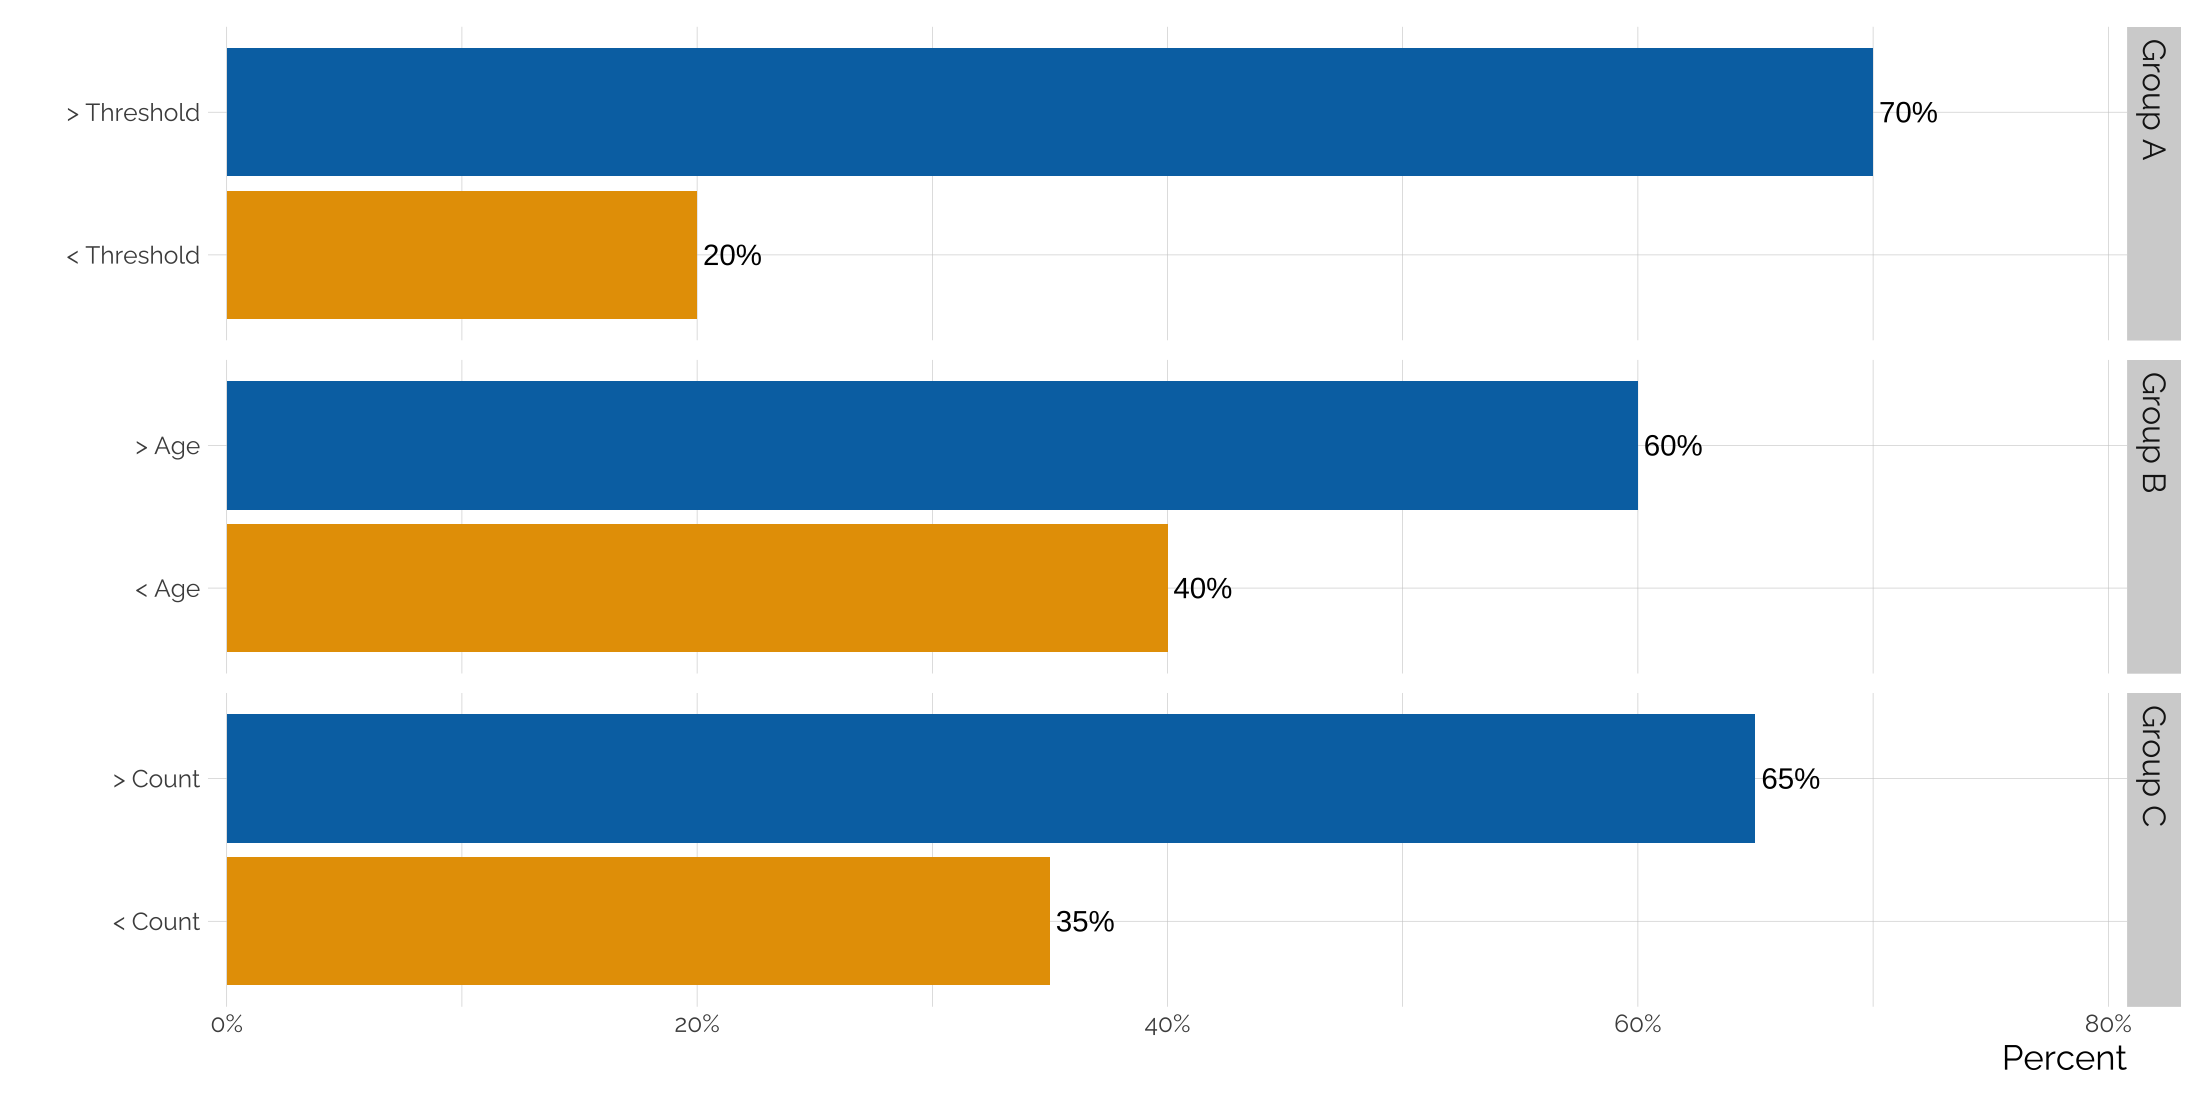 > Threshold
70%
Group A
< Threshold
20%
> Age
60%
Group B
< Age
40%
> Count
65%
Group C
< Count
35%
0%
20%
40%
60%
80%
Percent